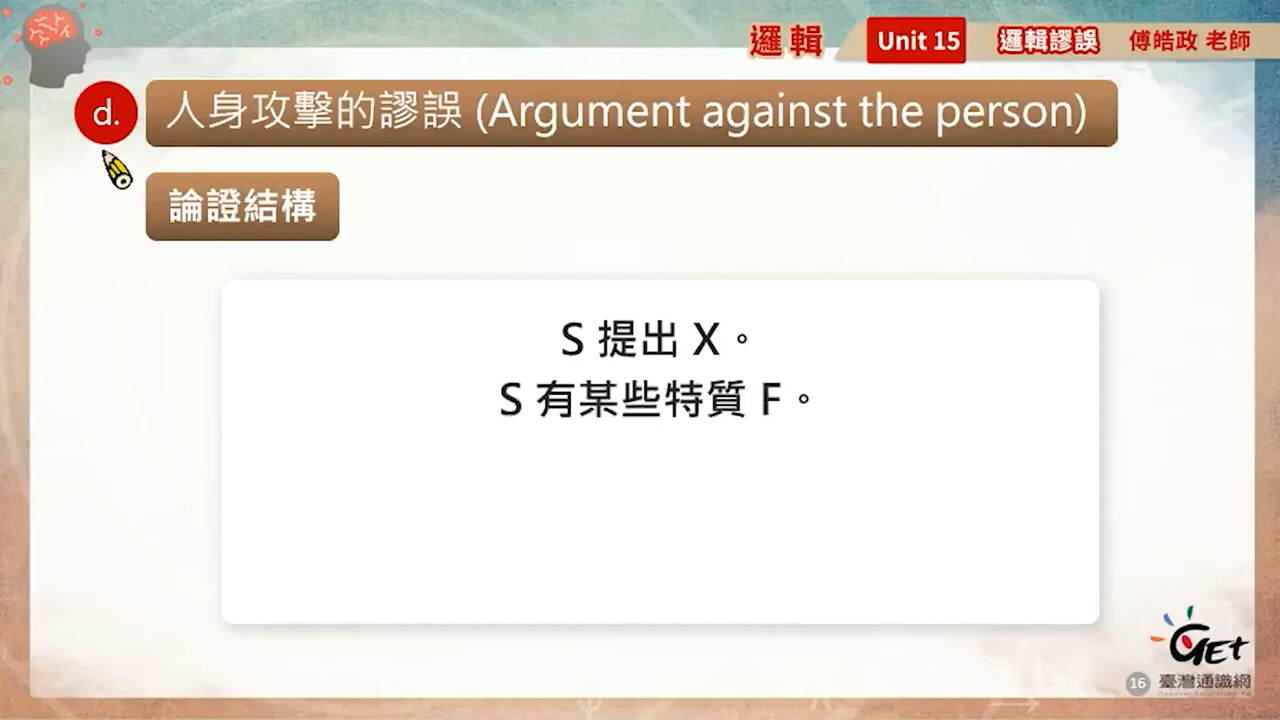 邏輯
Unit 15
邏輯謬誤
傅皓政 老師
d.
人身攻擊的謬誤 (Argument against the person)
論證結構
S 提出 X。
S 有某些特質 F。
GET
16
臺灣通識網